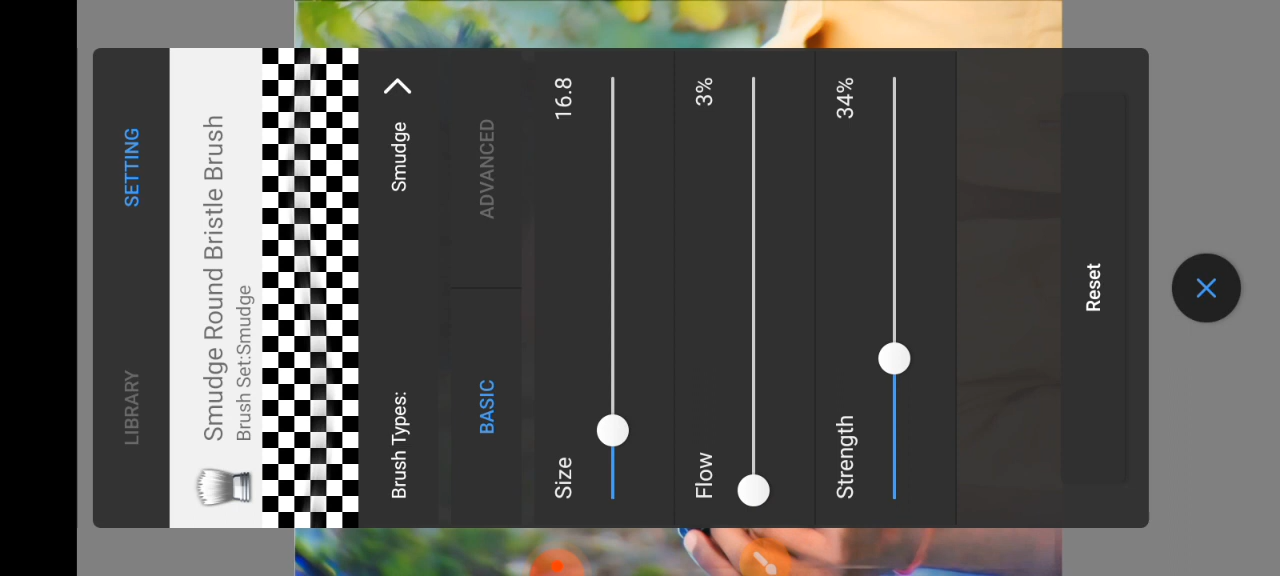 LIBRARY
SETTING
Smudge Round Bristle Brush
Brush Set:Smudge
Brush Types:
Smudge
BASIC
ADVANCED
Size
16.8
Flow
3%
Strength
34%
Reset